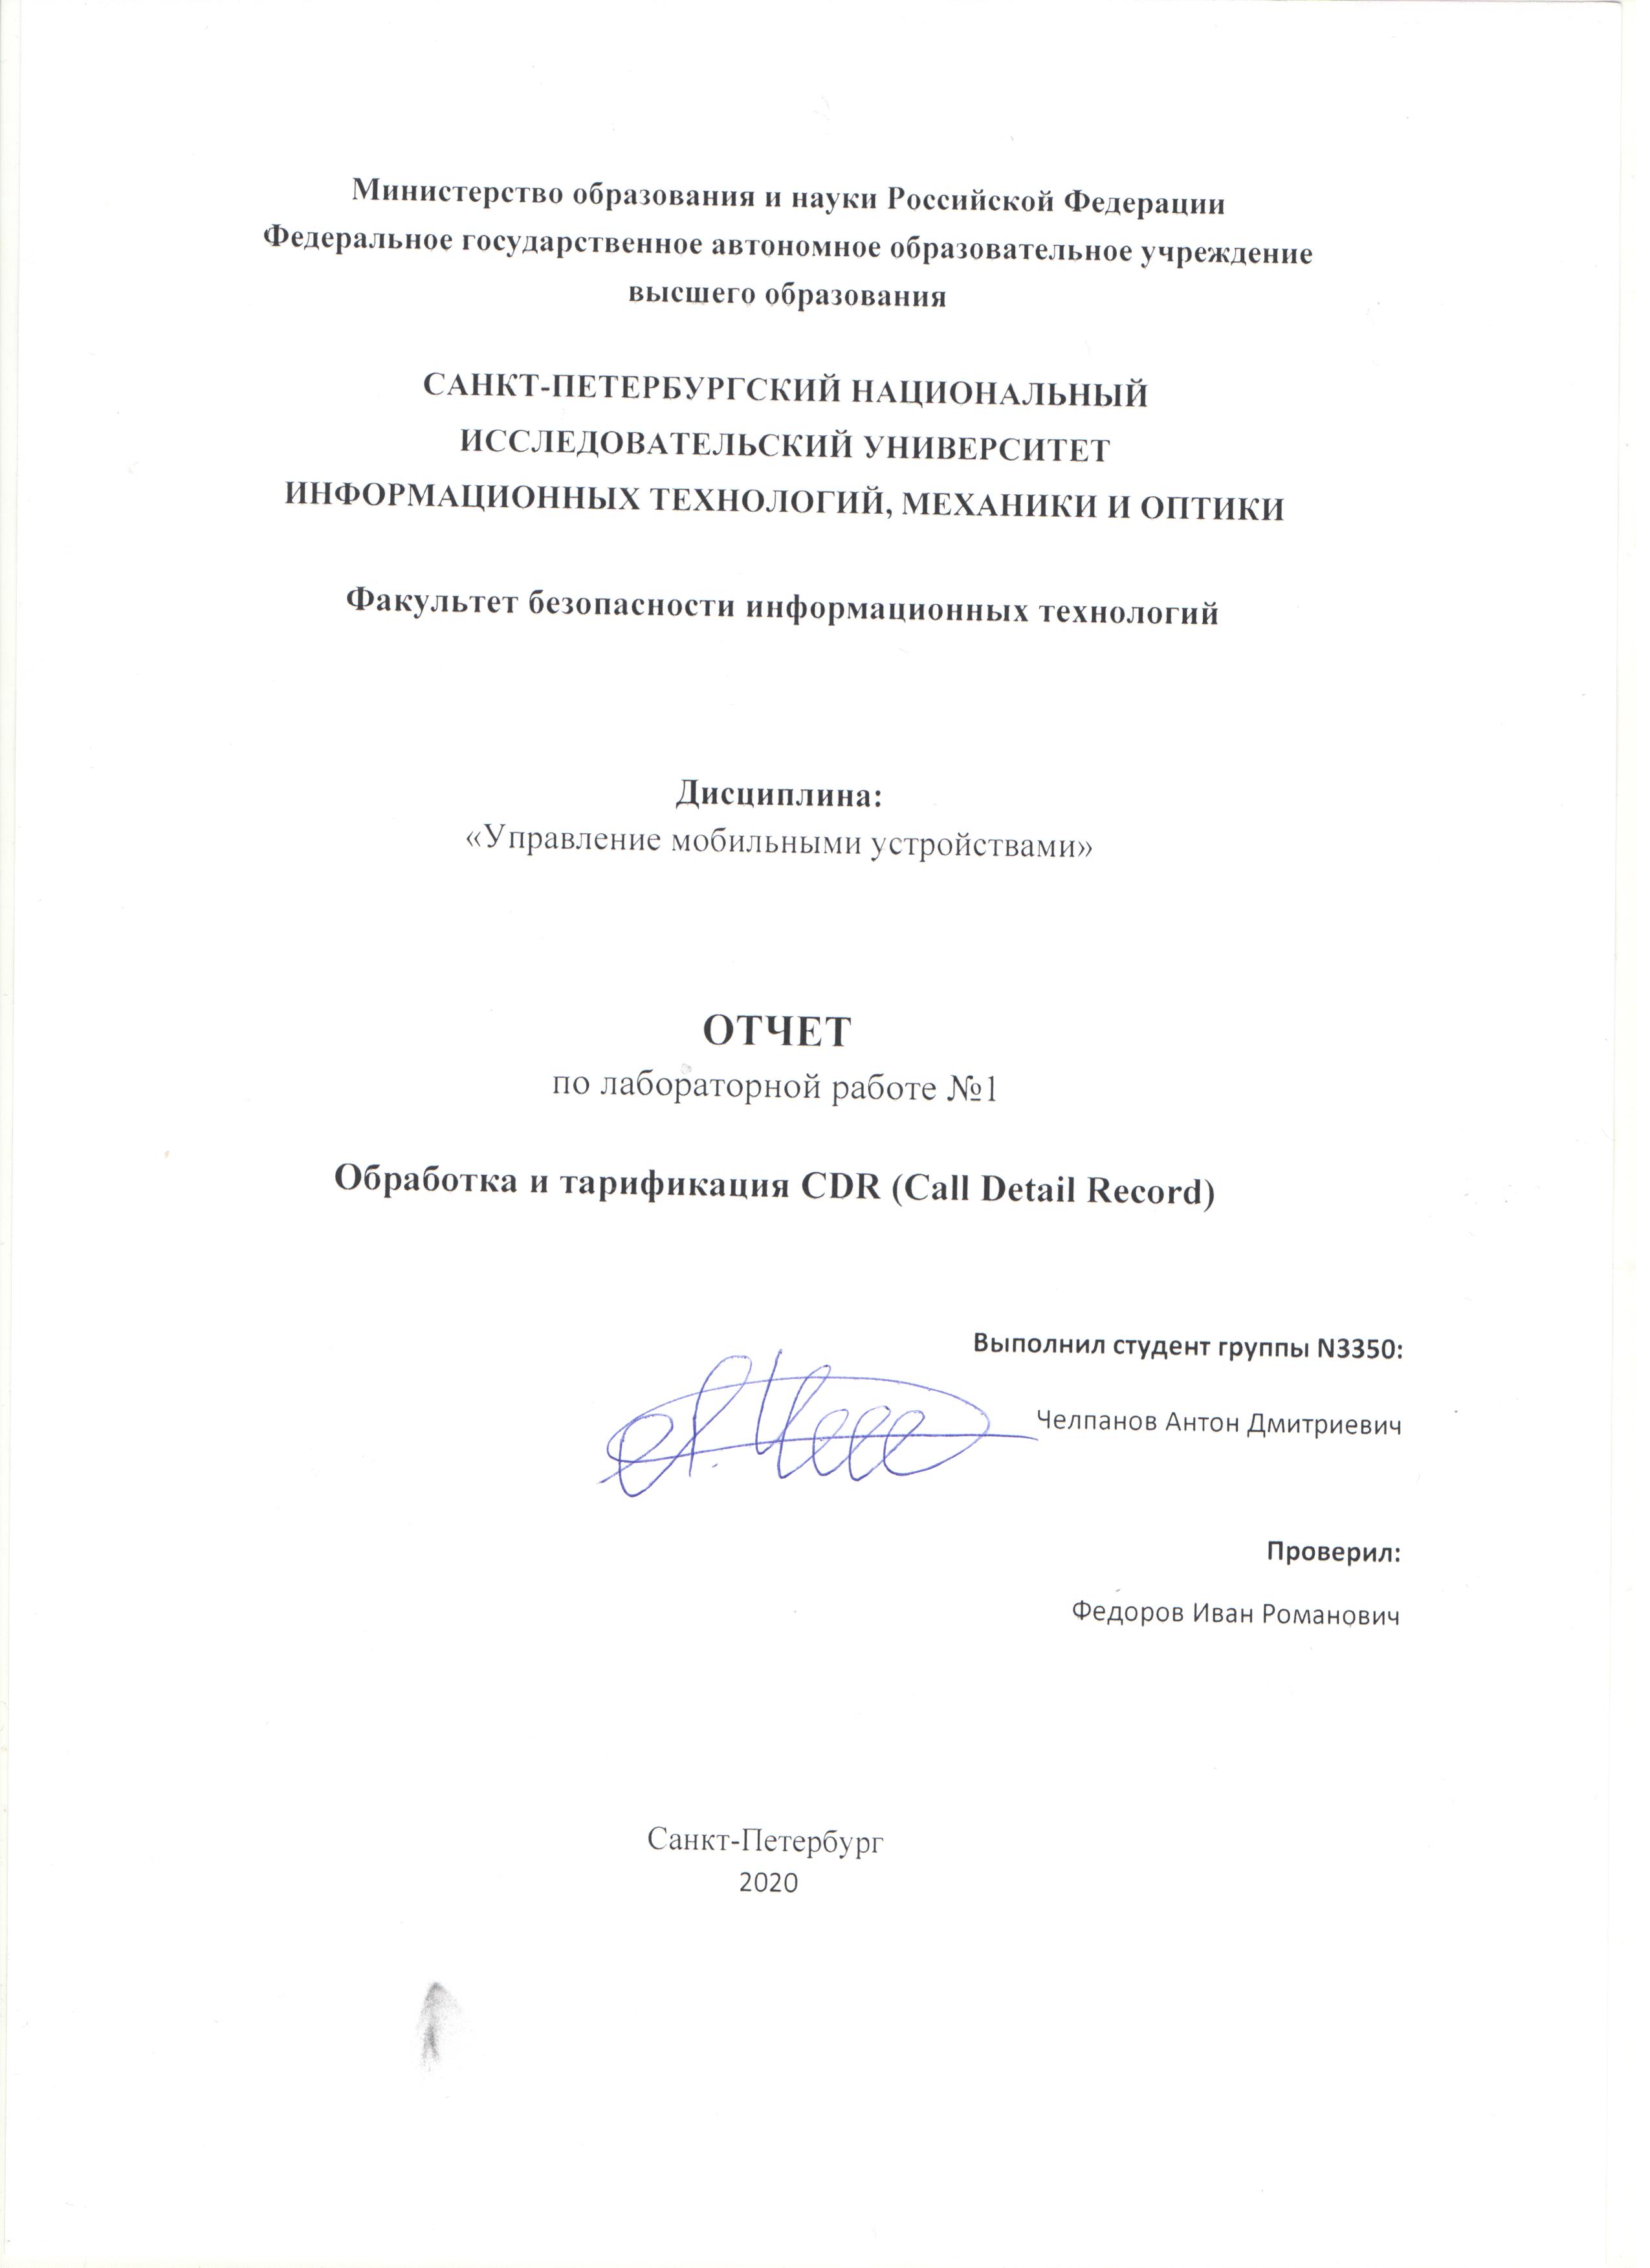 Министерство образования и науки Российской Федерации
Федеральное государственное автономное образовательное учреждение
высшего образования
САНКТ-ПЕТЕРБУРГСКИЙ НАЦИОНАЛЬНЫЙ
ИССЛЕДОВАТЕЛЬСКИЙ УНИВЕРСИТЕТ
ИНФОРМАЦИОННЫХ ТЕХНОЛОГИЙ, МЕХАНИКИ И ОПТИКИ
Факультет безопасности информационных технологий
Дисциплина:
«Управление мобильными устройствами»
ОТЧЕТ
по лабораторной работе №1
Обработка и тарификация CDR (Call Detail Record)
Выполнил студент группы N3350:
Челпанов Антон Дмитриевич
Проверил:
Федоров Иван Романович
Санкт-Петербург
2020